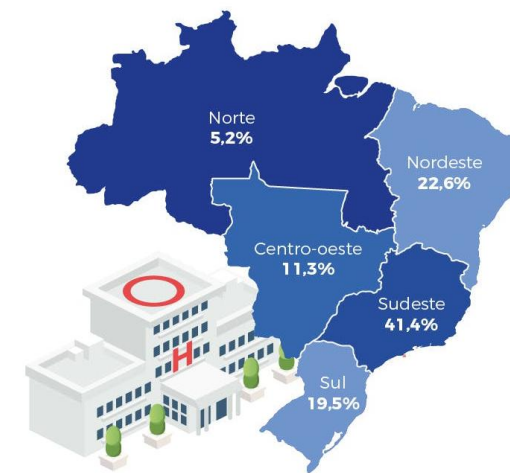 Norte
5,2%
Nordeste
22,6%
Centro-oeste
11,3%
Sudeste
41,4%
Sul
19,5%
H